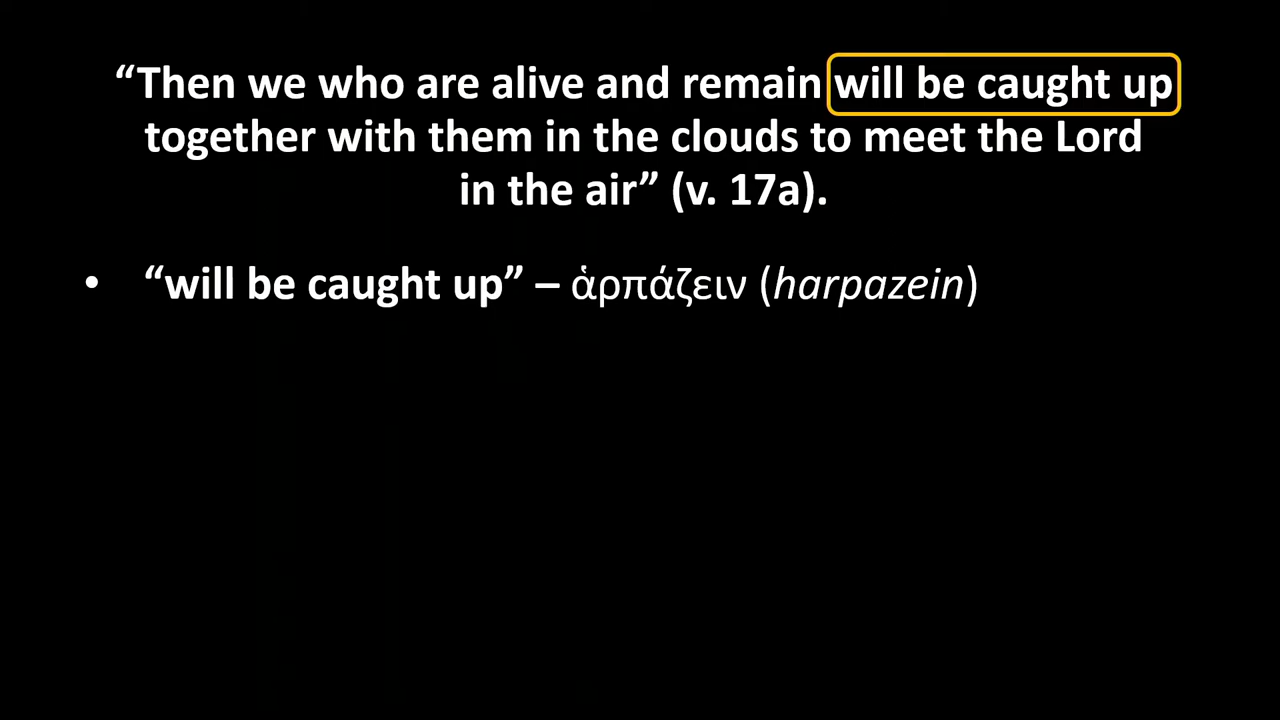 “Then we who are alive and remain will be caught up
together with them in the clouds to meet the Lord
in the air” (v. 17a).
• “will be caught up” – ἁρπάζειν (harpazein)